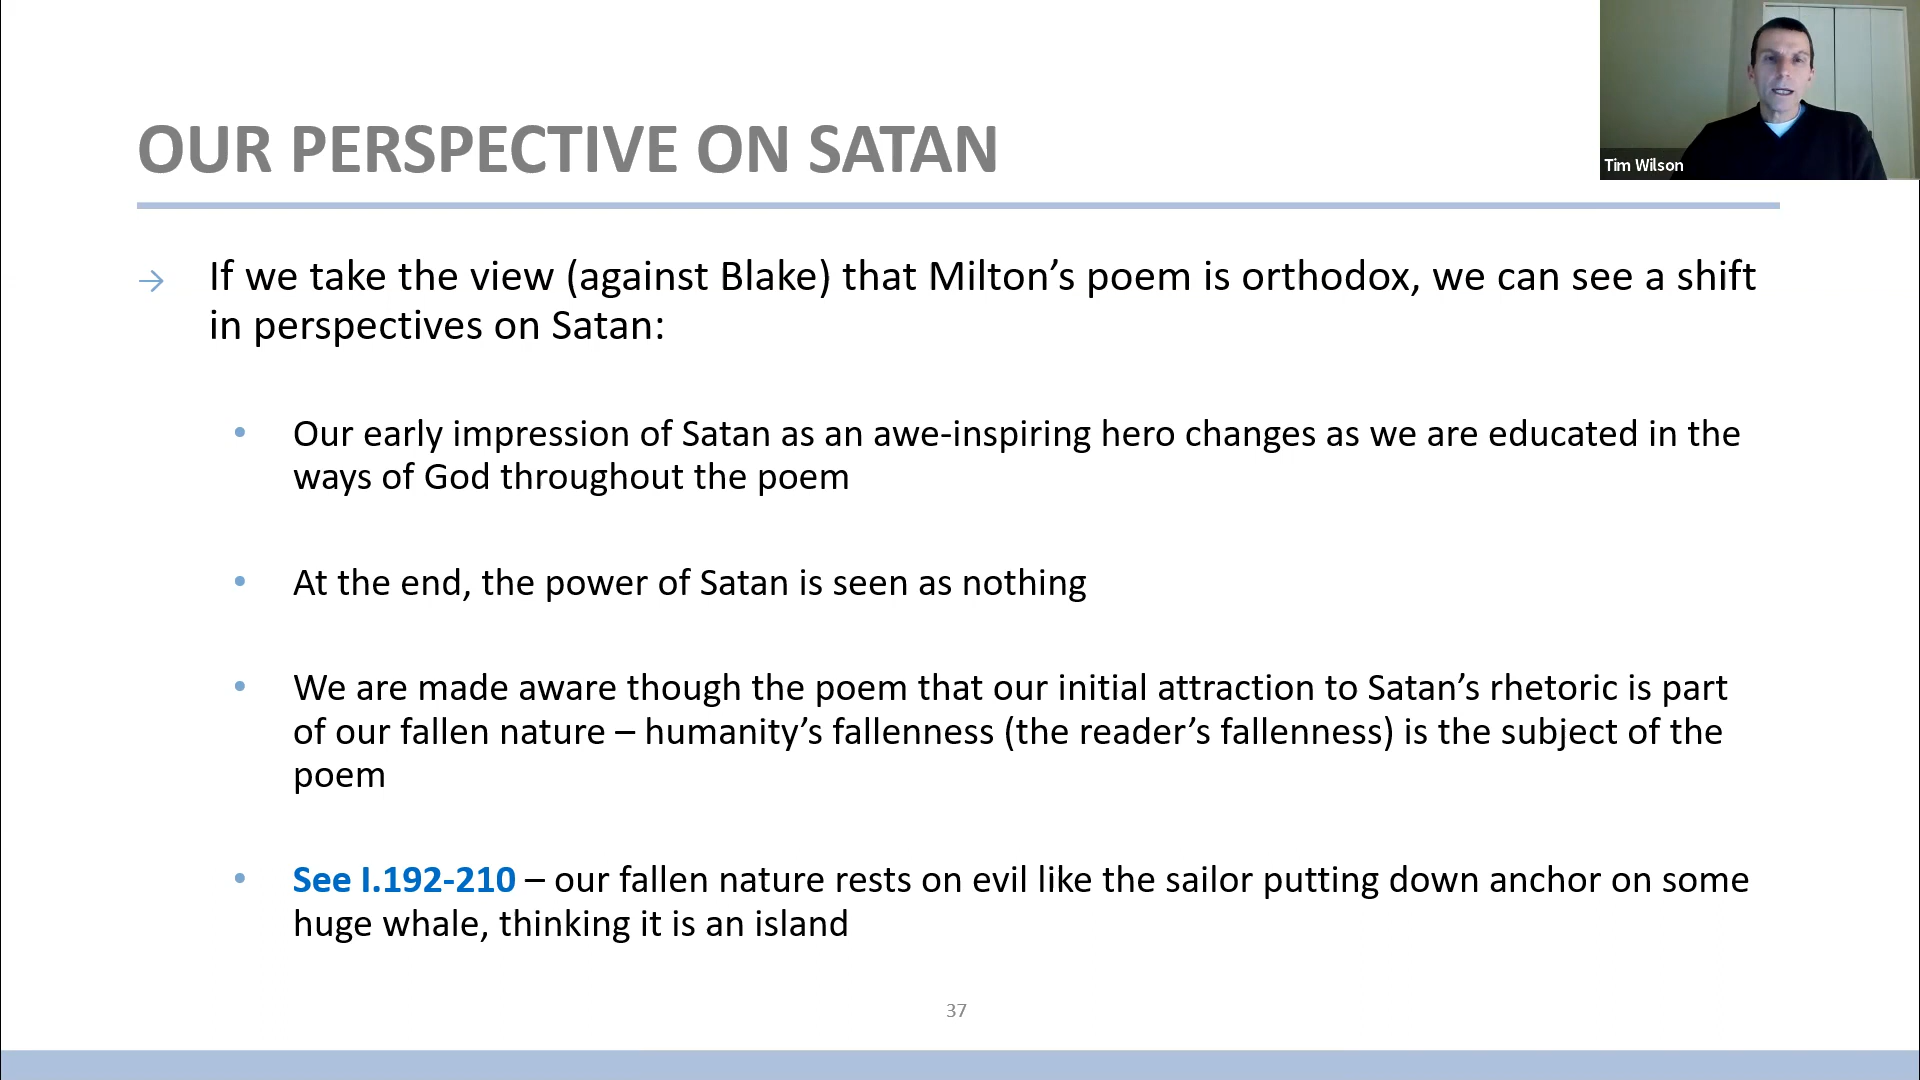 OUR PERSPECTIVE ON SATAN
Tim Wilson
→ If we take the view (against Blake) that Milton’s poem is orthodox, we can see a shift
in perspectives on Satan:
• Our early impression of Satan as an awe-inspiring hero changes as we are educated in the
ways of God throughout the poem
• At the end, the power of Satan is seen as nothing
• We are made aware though the poem that our initial attraction to Satan’s rhetoric is part
of our fallen nature – humanity’s fallenness (the reader’s fallenness) is the subject of the
poem
• See I.192-210 – our fallen nature rests on evil like the sailor putting down anchor on some
huge whale, thinking it is an island
37